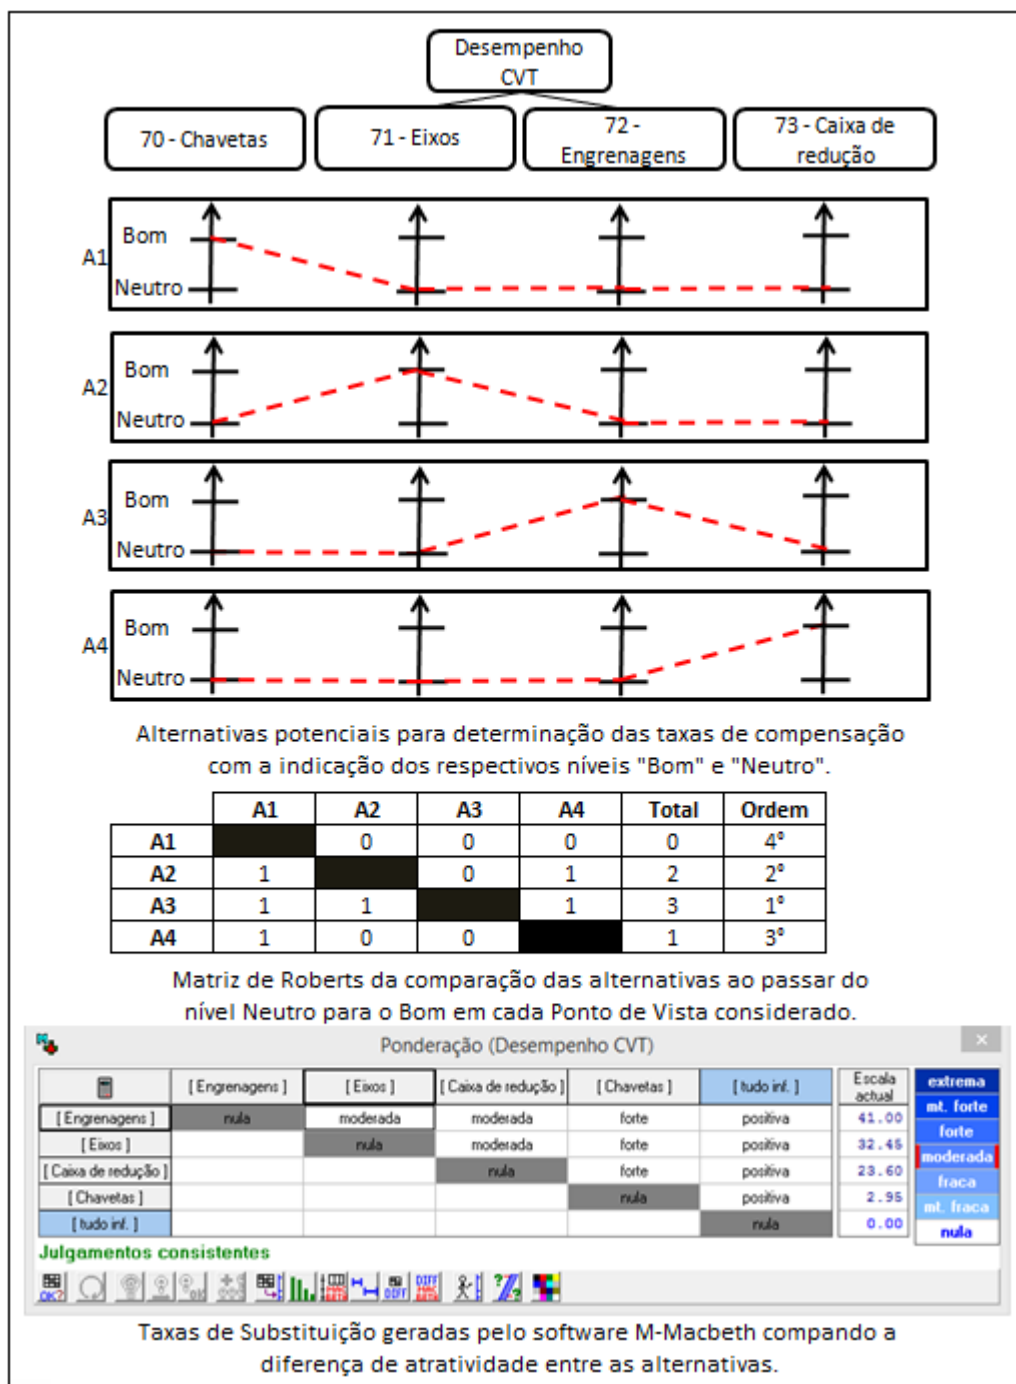 Desempenho
CVT
70 - Chavetas
71 - Eixos
72 -
Engrenagens
73 - Caixa de
redução
A1
Bom
Neutro
A2
Bom
Neutro
A3
Bom
Neutro
A4
Bom
Neutro
Alternativas potenciais para determinação das taxas de compensação
com a indicação dos respectivos níveis "Bom" e "Neutro".
A1 A2 A3 A4 Total Ordem
A1 0 0 0 0 4º
A2 1 0 1 2 2º
A3 1 1 1 3 1º
A4 1 0 0 1 3º
Matriz de Roberts da comparação das alternativas ao passar do
nível Neutro para o Bom em cada Ponto de Vista considerado.
Ponderação (Desempenho CVT)
[ Engrenagens ] [ Eixos ] [ Caixa de redução ] [ Chavetas ] [ tudo inf. ] Escala actual
[ Engrenagens ] nula moderada moderada forte positiva 41.00
[ Eixos ] nula moderada forte positiva 32.45
[ Caixa de redução ] nula forte positiva 23.60
[ Chavetas ] nula positiva 2.95
[ tudo inf. ] nula 0.00
extrema
mt. forte
forte
moderada
fraca
mt. fraca
nula
Julgamentos consistentes
Taxas de Substituição geradas pelo software M-Macbeth compando a
diferença de atratividade entre as alternativas.